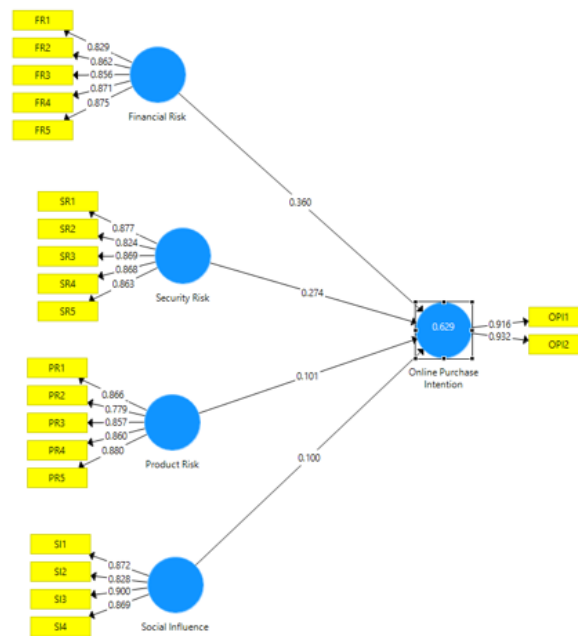 FR1
FR2
FR3
FR4
FR5
0.829
0.862
0.856
0.871
0.875
Financial Risk
0.360
SR1
SR2
SR3
SR4
SR5
0.877
0.824
0.869
0.868
0.863
Security Risk
0.274
0.629
Online Purchase
Intention
0.916
0.932
OPI1
OPI2
PR1
PR2
PR3
PR4
PR5
0.866
0.779
0.857
0.860
0.880
Product Risk
0.101
SI1
SI2
SI3
SI4
0.872
0.828
0.900
0.869
Social Influence
0.100